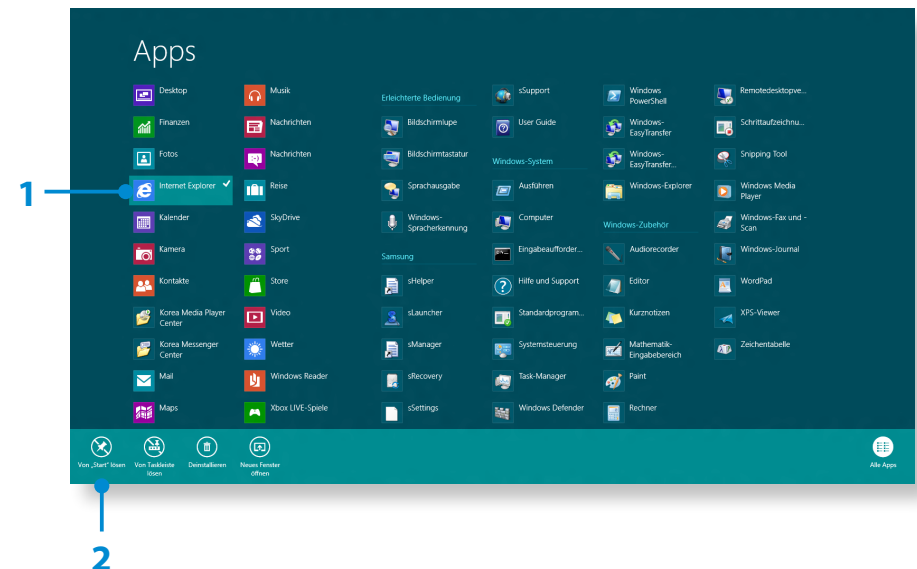 Apps
Desktop
Finanzen
Fotos
1
Internet Explorer
Kalender
Kamera
Kontakte
Korea Media Player
Center
Korea Messenger
Center
Mail
Maps
Musik
Nachrichten
Nachrichten
Reise
SkyDrive
Sport
Store
Video
Wetter
Windows Reader
Xbox LIVE-Spiele
Erleichterte Bedienung
Bildschirmlupe
Bildschirmtastatur
Sprachausgabe
Windows-
Spracherkennung
Samsung
sHelper
sLauncher
sManager
sRecovery
sSettings
sSupport
User Guide
Windows-System
Ausführen
Computer
Eingabeaufforder...
Hilfe und Support
Standardprogram...
Systemsteuerung
Task-Manager
Windows Defender
Windows
PowerShell
Windows-
EasyTransfer
Windows-
EasyTransfer...
Windows-Explorer
Windows-Zubehör
Audiorecorder
Editor
Kurznotizen
Mathematik-
Eingabebereich
Paint
Rechner
Remotedesktopve...
Schrittaufzeichnu...
Snipping Tool
Windows Media
Player
Windows-Fax und -
Scan
Windows-Journal
WordPad
XPS-Viewer
Zeichentabelle
Von „Start" lösen
Von Taskleiste
lösen
Deinstallieren
Neues Fenster
öffnen
Alle Apps
2